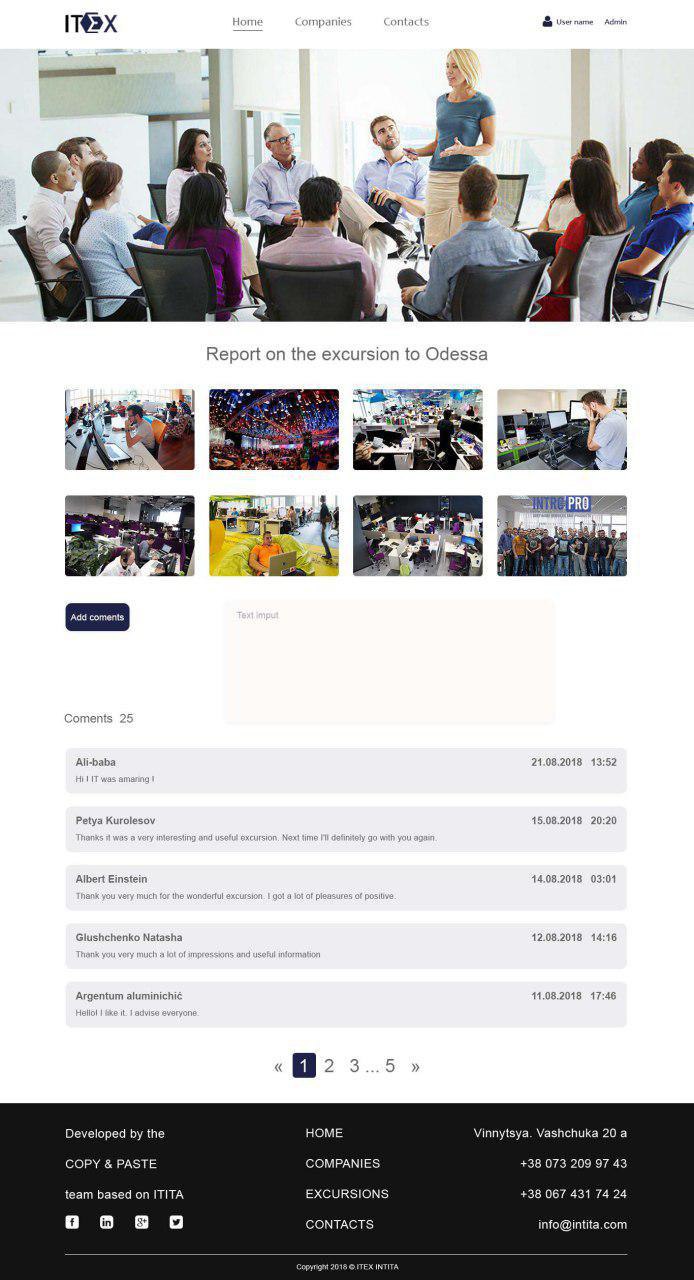 ITEX
Home Companies Contacts
User name Admin
Report on the excursion to Odessa
INTRO PRO
Add coments
Text imput
Coments 25
Ali-baba 21.08.2018 13:52
Hi ! IT was amaring !
Petya Kurolesov 15.08.2018 20:20
Thanks it was a very interesting and useful excursion. Next time I'll definitely go with you again.
Albert Einstein 14.08.2018 03:01
Thank you very much for the wonderful excursion. I got a lot of pleasures of positive.
Glushchenko Natasha 12.08.2018 14:16
Thank you very much a lot of impressions and useful information
Argentum aluminichić 11.08.2018 17:46
Hello! I like it. I advise everyone.
« 1 2 3 ... 5 »
Developed by the HOME Vinnytsya. Vashchuka 20 a
COPY & PASTE COMPANIES +38 073 209 97 43
team based on ITITA EXCURSIONS +38 067 431 74 24
CONTACTS info@intita.com
Copyright 2018 © ITEX INTITA